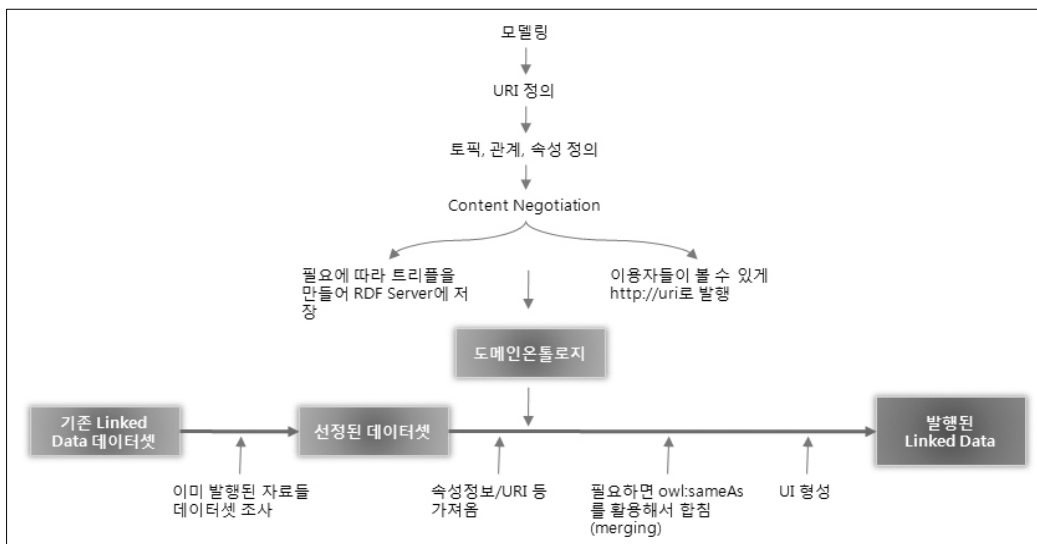 모델링
URI 정의
토픽, 관계, 속성 정의
Content Negotiation
필요에 따라 트리플을
만들어 RDF Server에 저
장
이용자들이 볼 수 있게
http://uri로 발행
도메인온톨로지
기존 Linked
Data 데이터셋
선정된 데이터셋
발행된
Linked Data
이미 발행된 자료들
데이터셋 조사
속성정보/URI 등
가져옴
필요하면 owl:sameAs
를 활용해서 합침
(merging)
UI 형성